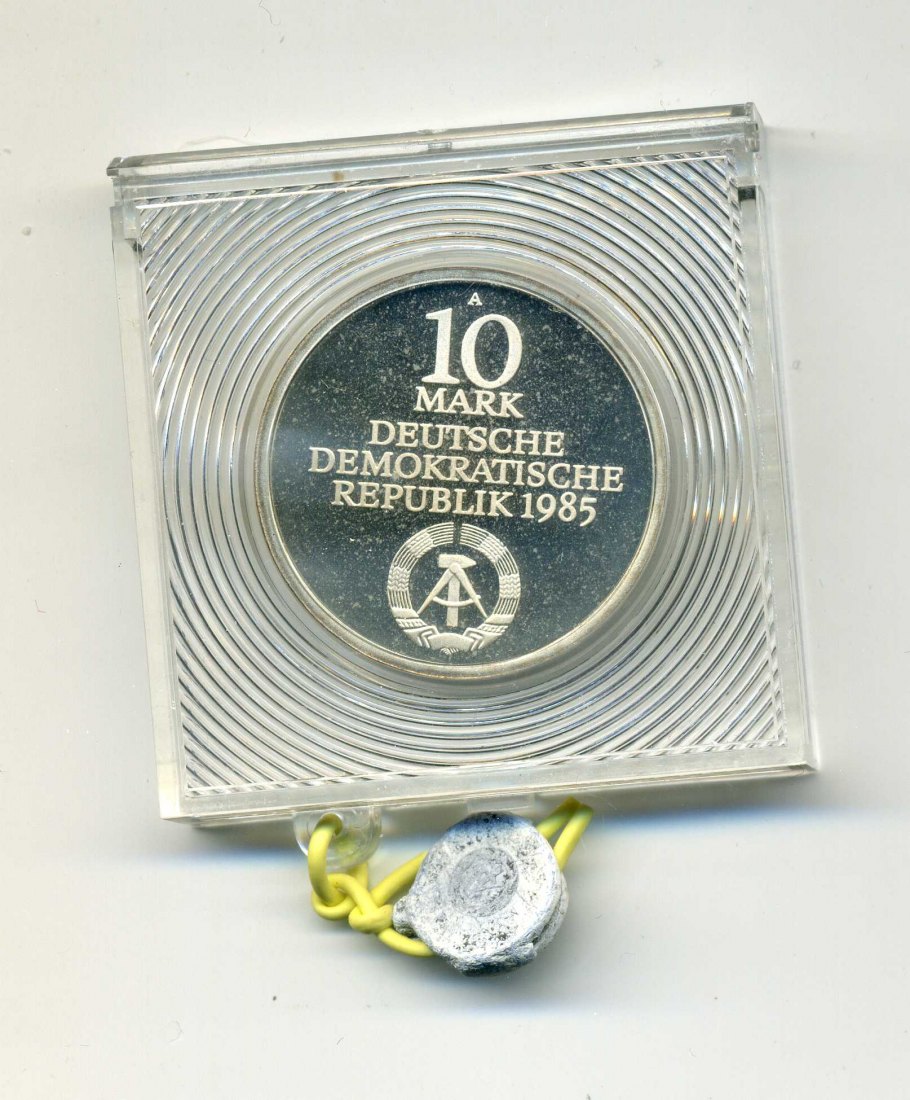 A
10
MARK
DEUTSCHE
DEMOKRATISCHE
REPUBLIK 1985